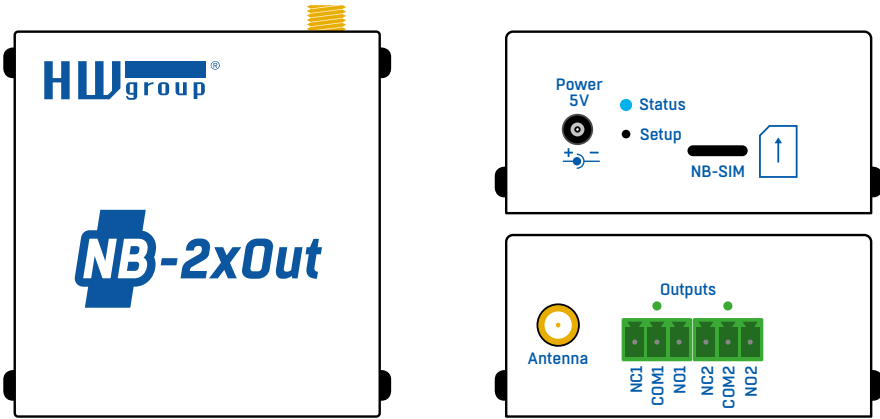 HW group ®
NB-2xOut
Power
5V
Status
Setup
+ −
NB-SIM
Outputs
Antenna
NC1
COM1
NO1
NC2
COM2
NO2